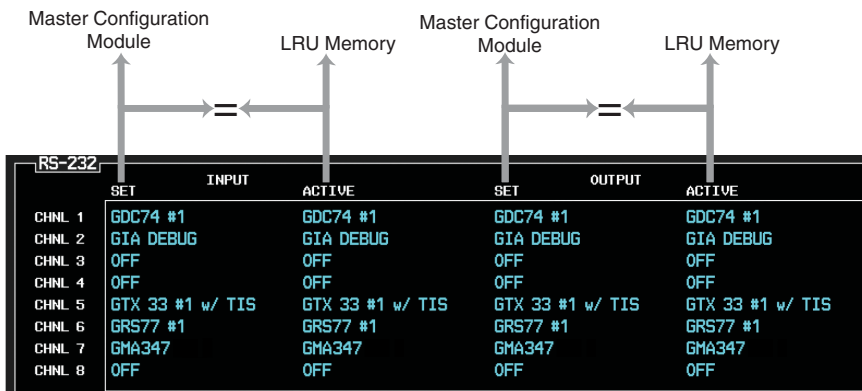 Master Configuration Module LRU Memory Master Configuration Module LRU Memory
= =
RS-232
INPUT OUTPUT
SET ACTIVE SET ACTIVE
CHNL 1 GDC74 #1 GDC74 #1 GDC74 #1 GDC74 #1
CHNL 2 GIA DEBUG GIA DEBUG GIA DEBUG GIA DEBUG
CHNL 3 OFF OFF OFF OFF
CHNL 4 OFF OFF OFF OFF
CHNL 5 GTX 33 #1 w/ TIS GTX 33 #1 w/ TIS GTX 33 #1 w/ TIS GTX 33 #1 w/ TIS
CHNL 6 GRS77 #1 GRS77 #1 GRS77 #1 GRS77 #1
CHNL 7 GMA347 GMA347 GMA347 GMA347
CHNL 8 OFF OFF OFF OFF